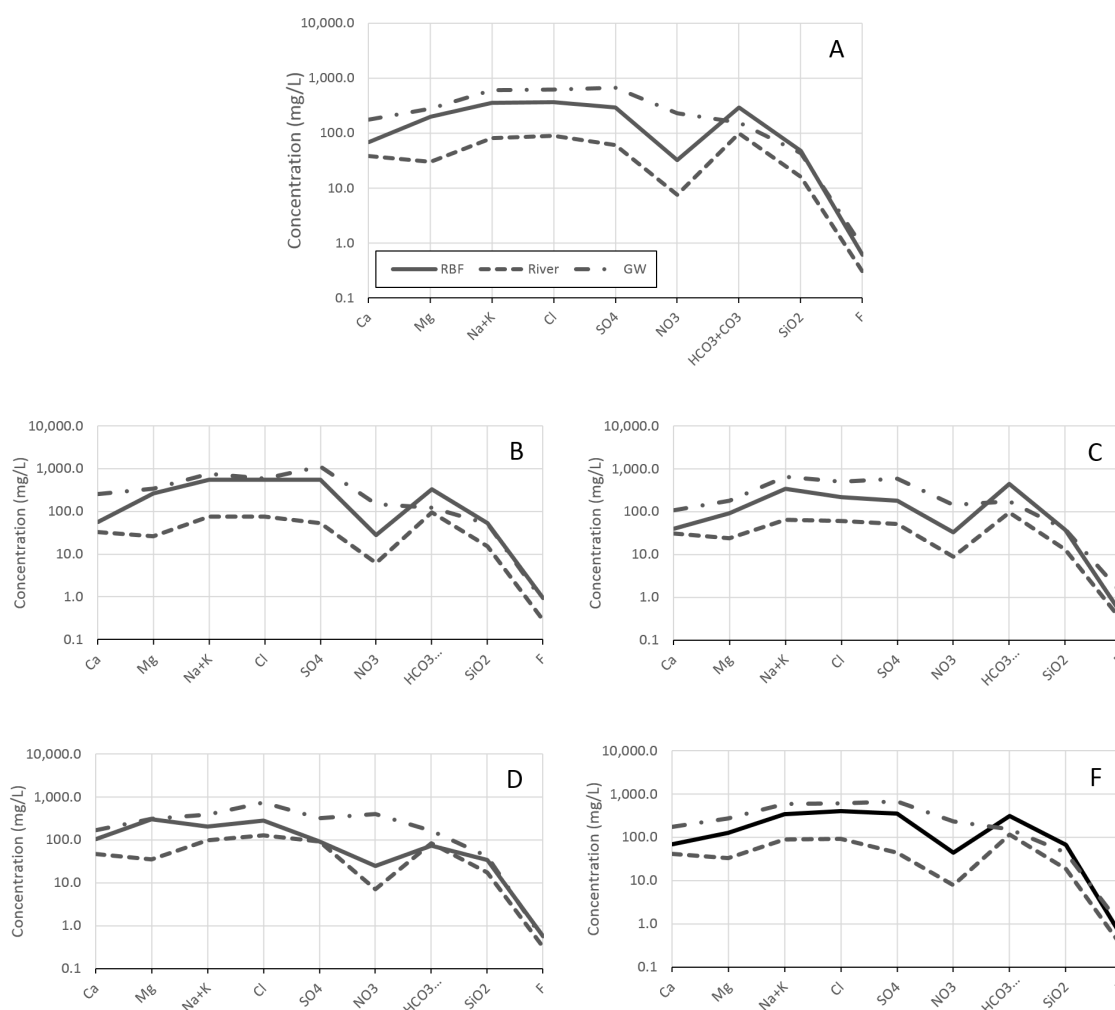 A
Concentration (mg/L)
10,000.0
1,000.0
100.0
10.0
1.0
0.1
RBF River GW
Ca Mg Na+K Cl SO4 NO3 HCO3+CO3 SiO2 F
B
Concentration (mg/L)
10,000.0
1,000.0
100.0
10.0
1.0
0.1
Ca Mg Na+K Cl SO4 NO3 HCO3... SiO2 F
C
Concentration (mg/L)
10,000.0
1,000.0
100.0
10.0
1.0
0.1
Ca Mg Na+K Cl SO4 NO3 HCO3... SiO2
D
Concentration (mg/L)
10,000.0
1,000.0
100.0
10.0
1.0
0.1
Ca Mg Na+K Cl SO4 NO3 HCO3... SiO2 F
F
Concentration (mg/L)
10,000.0
1,000.0
100.0
10.0
1.0
0.1
Ca Mg Na+K Cl SO4 NO3 HCO3... SiO2